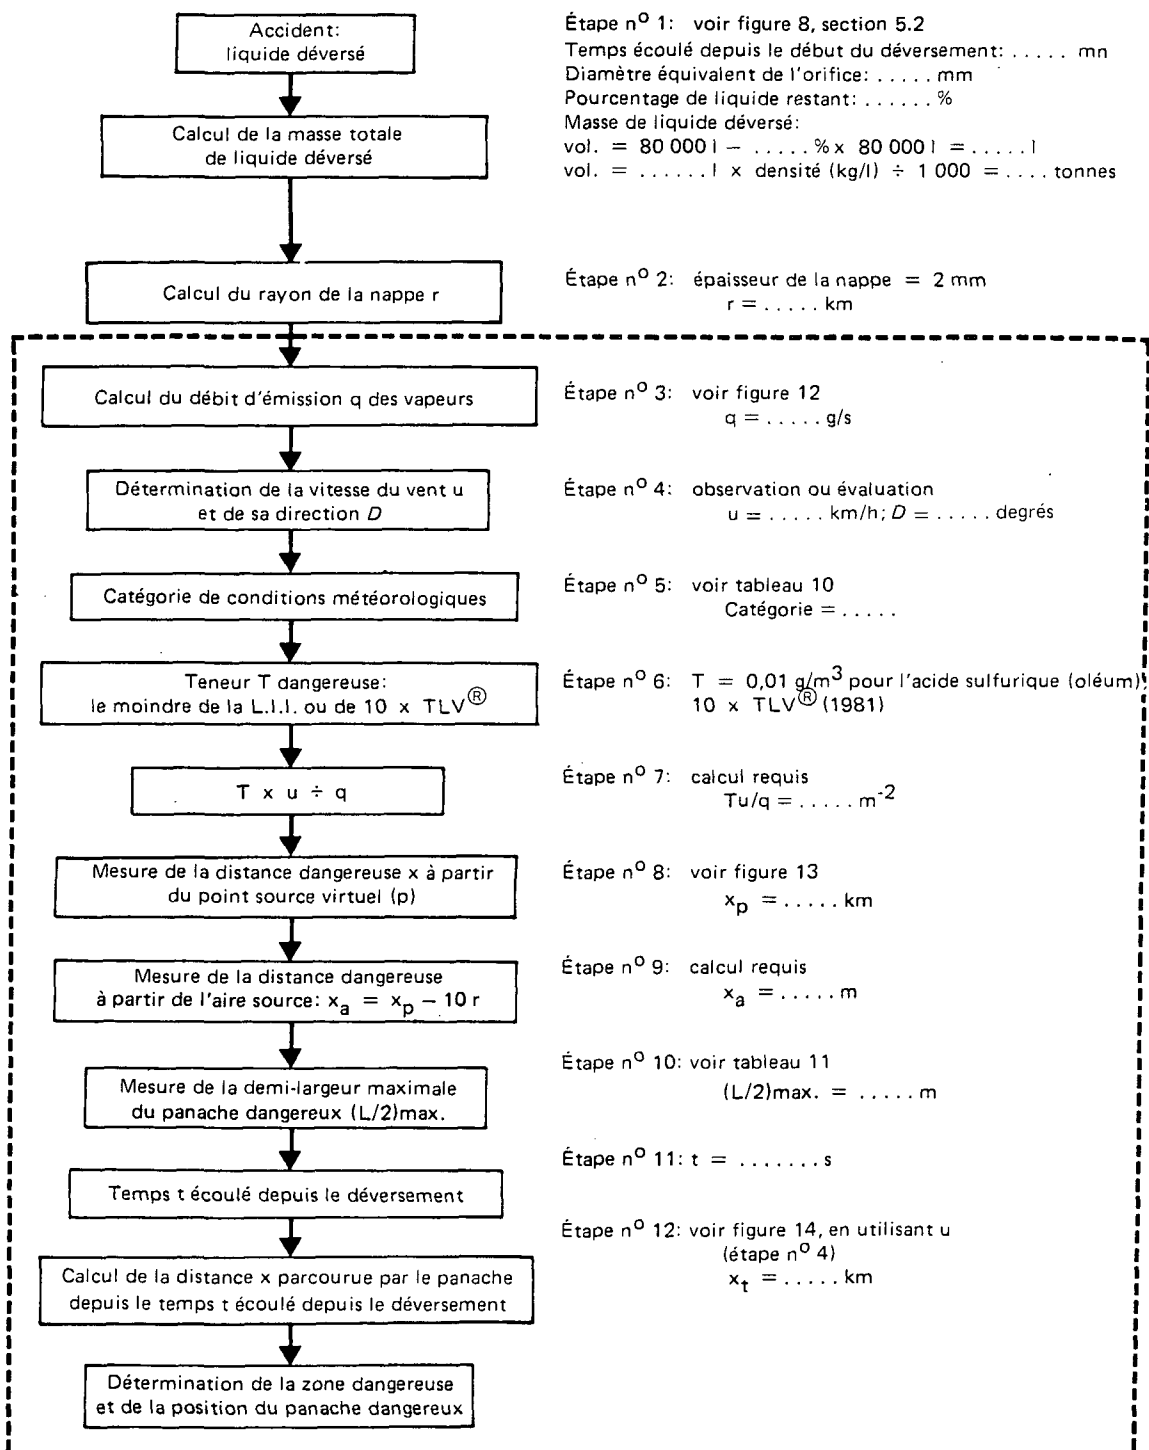 Accident:
liquide déversé
Étape nº 1: voir figure 8, section 5.2
Temps écoulé depuis le début du déversement: ..... mn
Diamètre équivalent de l'orifice: ..... mm
Pourcentage de liquide restant: ...... %
Masse de liquide déversé:
vol. = 80 000 l – ..... % x 80 000 l = ..... l
vol. = ...... l x densité (kg/l) ÷ 1 000 = .... tonnes
Calcul de la masse totale
de liquide déversé
Calcul du rayon de la nappe r
Étape nº 2: épaisseur de la nappe = 2 mm
r = ..... km
Calcul du débit d'émission q des vapeurs
Étape nº 3: voir figure 12
q = ..... g/s
Détermination de la vitesse du vent u
et de sa direction D
Étape nº 4: observation ou évaluation
u = ..... km/h; D = ..... degrés
Catégorie de conditions météorologiques
Étape nº 5: voir tableau 10
Catégorie = .....
Teneur T dangereuse:
le moindre de la L.I.I. ou de 10 x TLV®
Étape nº 6: T = 0,01 g/m³ pour l'acide sulfurique (oléum);
10 x TLV® (1981)
T x u ÷ q
Étape nº 7: calcul requis
Tu/q = ..... m⁻²
Mesure de la distance dangereuse x à partir
du point source virtuel (p)
Étape nº 8: voir figure 13
xp = ..... km
Mesure de la distance dangereuse
à partir de l'aire source: xa = xp – 10 r
Étape nº 9: calcul requis
xa = ..... m
Mesure de la demi-largeur maximale
du panache dangereux (L/2)max.
Étape nº 10: voir tableau 11
(L/2)max. = ..... m
Temps t écoulé depuis le déversement
Étape nº 11: t = ....... s
Calcul de la distance x parcourue par le panache
depuis le temps t écoulé depuis le déversement
Étape nº 12: voir figure 14, en utilisant u
(étape nº 4)
xt = ..... km
Détermination de la zone dangereuse
et de la position du panache dangereux